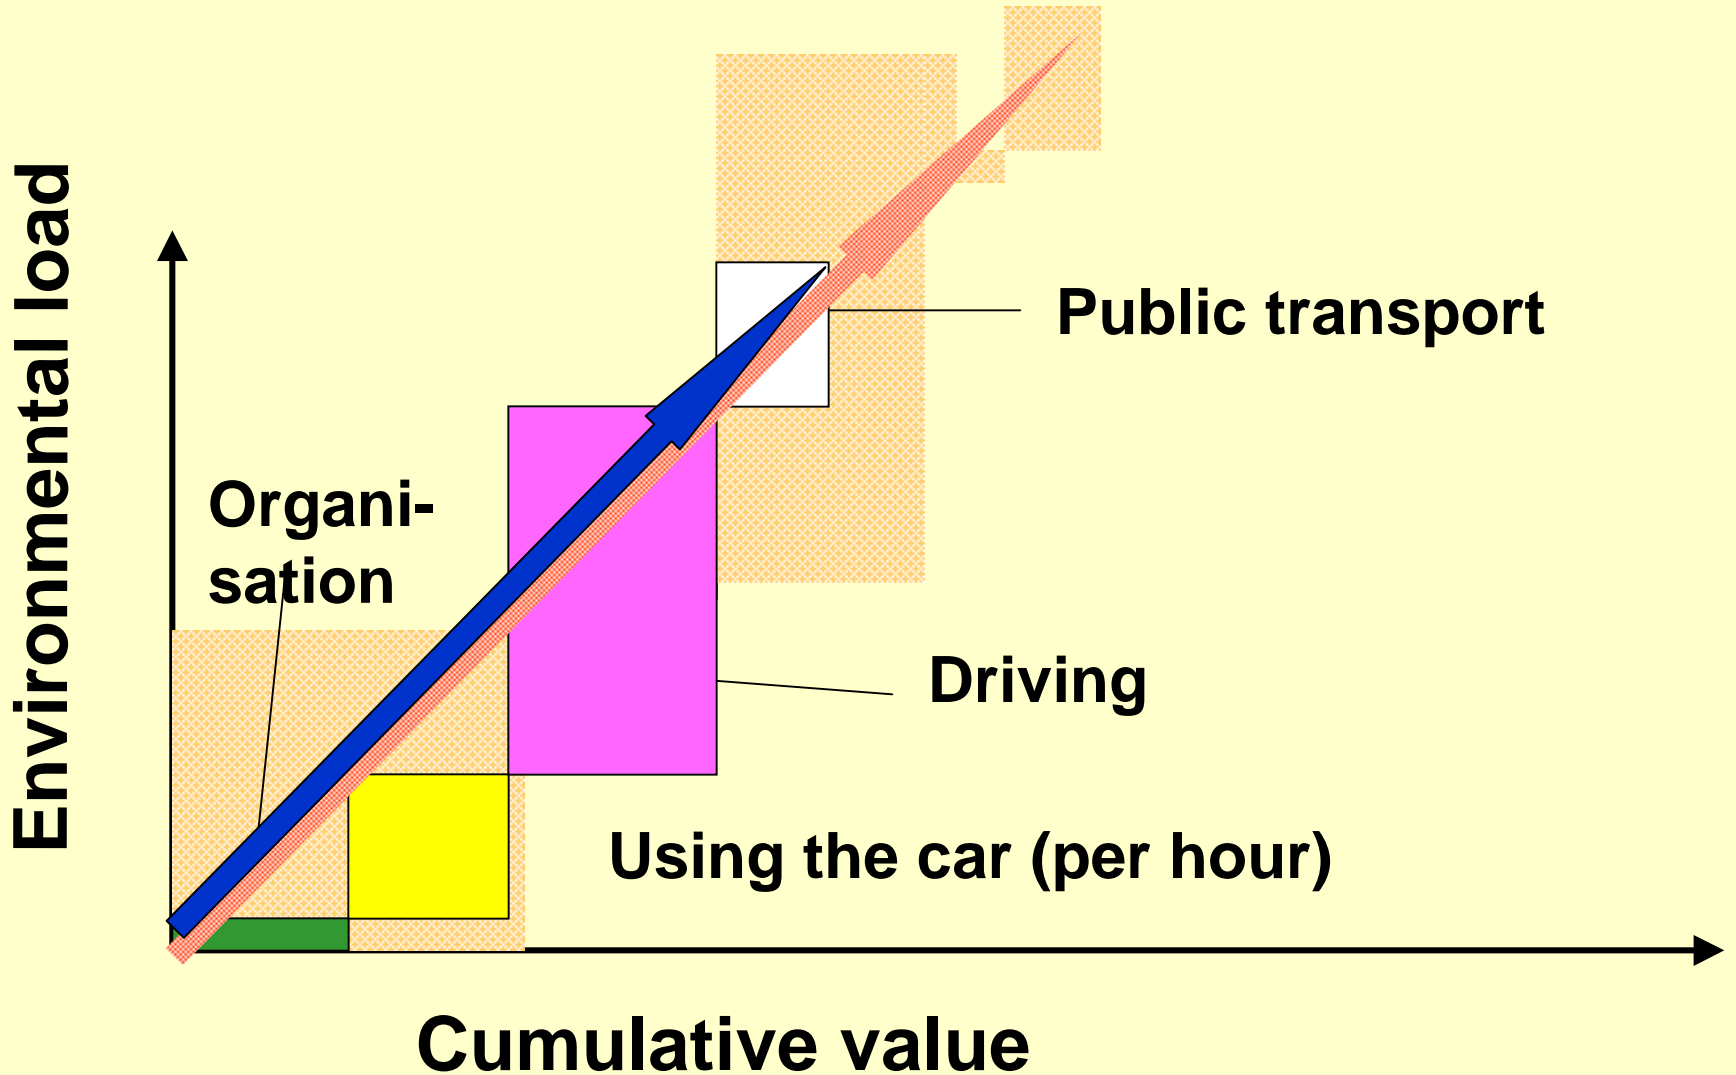 Environmental load
Organi-
sation
Public transport
Driving
Using the car (per hour)
Cumulative value